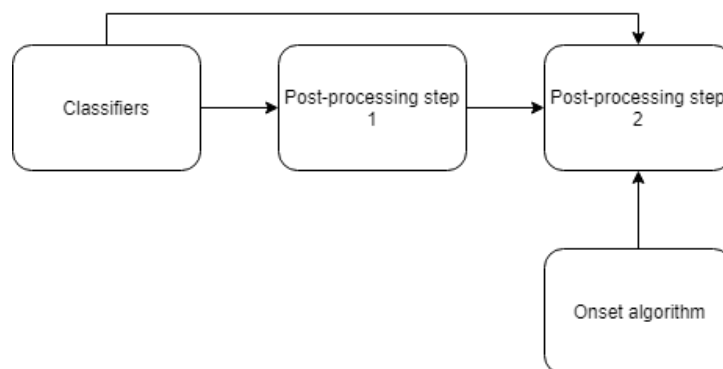 Classifiers
Post-processing step
1
Post-processing step
2
Onset algorithm